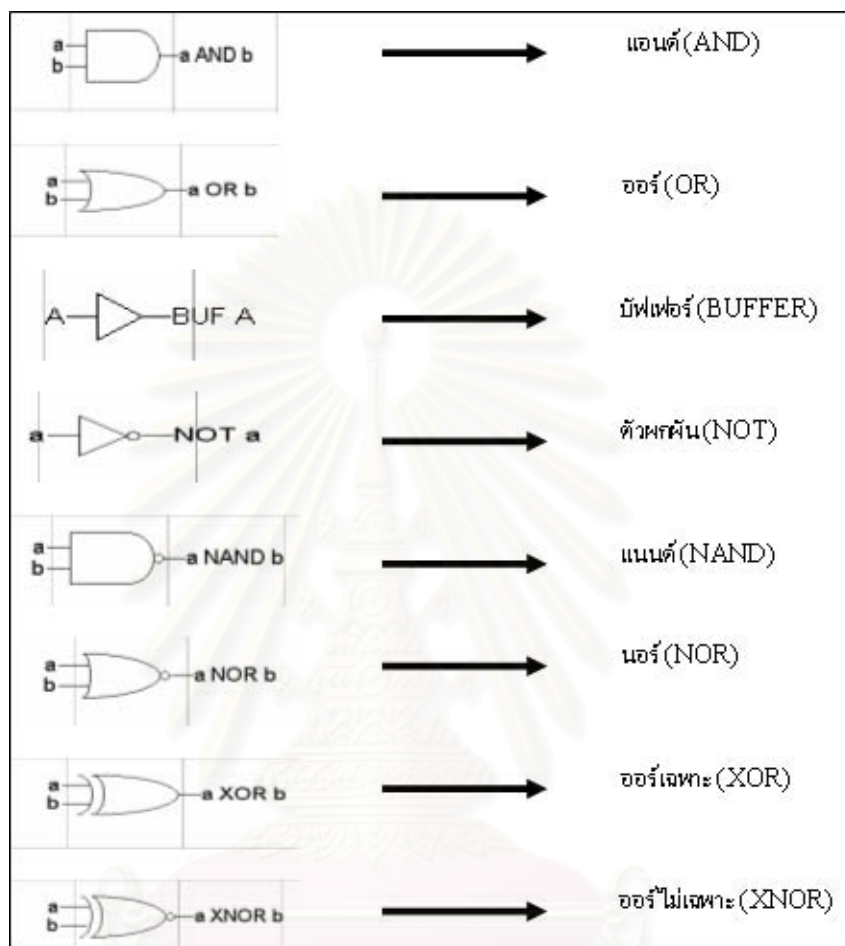 a
b
a AND b
แอนด์(AND)
a
b
a OR b
ออร์(OR)
A
BUF A
บัฟเฟอร์(BUFFER)
a
NOT a
ตัวผกผัน(NOT)
a
b
a NAND b
แนนด์(NAND)
a
b
a NOR b
นอร์(NOR)
a
b
a XOR b
ออร์เฉพาะ(XOR)
a
b
a XNOR b
ออร์ไม่เฉพาะ(XNOR)